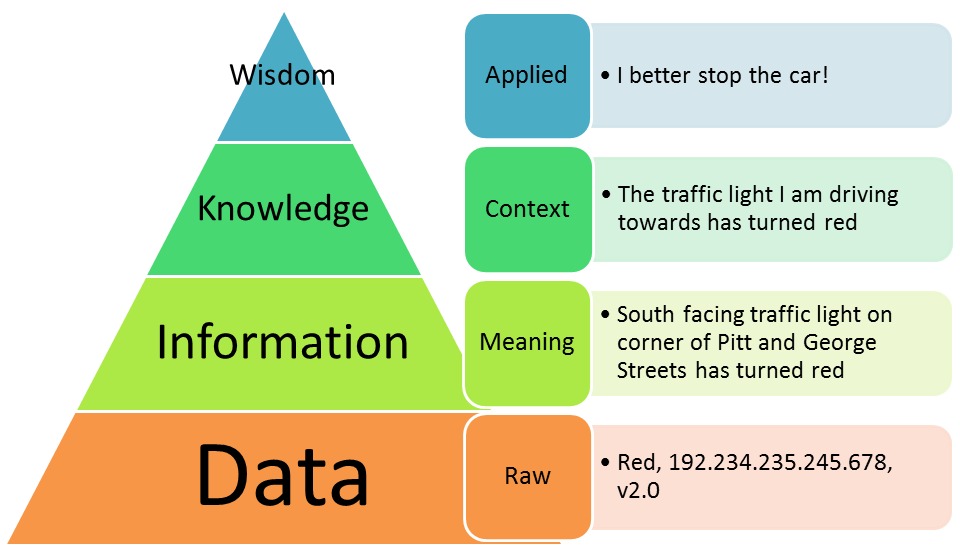 Wisdom
Applied
• I better stop the car!
Knowledge
Context
• The traffic light I am driving
towards has turned red
Information
Meaning
• South facing traffic light on
corner of Pitt and George
Streets has turned red
Data
Raw
• Red, 192.234.235.245.678,
v2.0